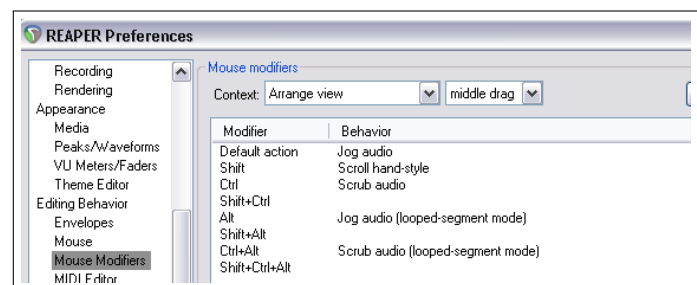 REAPER Preferences
Recording
Rendering
Appearance
Media
Peaks/Waveforms
VU Meters/Faders
Theme Editor
Editing Behavior
Envelopes
Mouse
Mouse Modifiers
MIDI Editor
Mouse modifiers
Context: Arrange view middle drag
Modifier Behavior
Default action Jog audio
Shift Scroll hand-style
Ctrl Scrub audio
Shift+Ctrl
Alt Jog audio (looped-segment mode)
Shift+Alt
Ctrl+Alt Scrub audio (looped-segment mode)
Shift+Ctrl+Alt